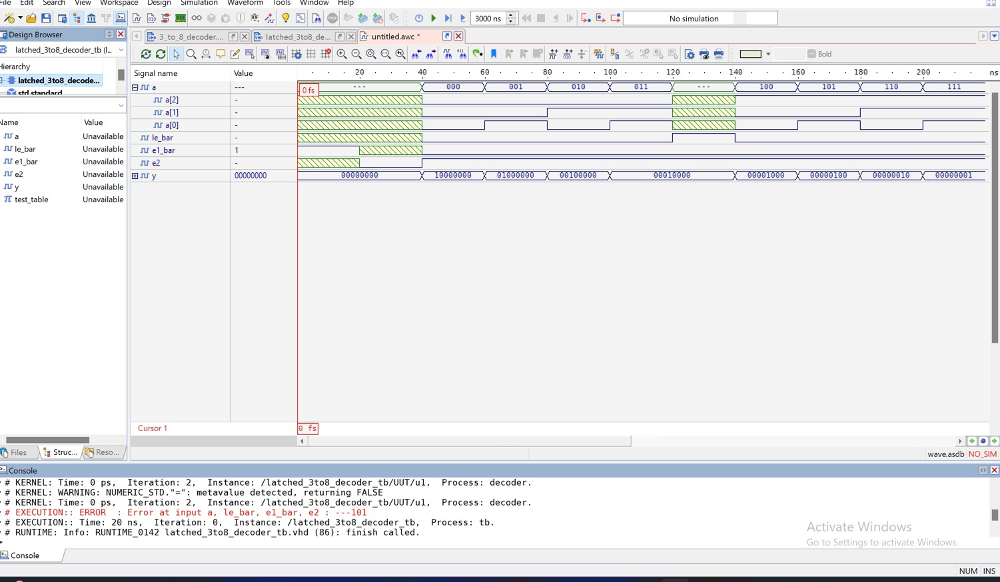 File Edit Search View Workspace Design Simulation Waveform Tools Window Help
3000 ns
No simulation
Design Browser
3_to_8_decoder....
latched_3to8_de...
untitled.awc *
latched_3to8_decoder_tb (l...
Bold
Hierarchy
latched_3to8_decode...
std.standard
Signal name Value 20 40 60 80 100 120 140 160 180 200 ns
a --- --- 000 001 010 011 --- 100 101 110 111
0 fs
a[2] -
a[1] -
a[0] -
le_bar -
e1_bar 1
e2 -
y 00000000 00000000 10000000 01000000 00100000 00010000 00001000 00000100 00000010 00000001
Name Value
a Unavailable
le_bar Unavailable
e1_bar Unavailable
e2 Unavailable
y Unavailable
test_table Unavailable
Cursor 1 0 fs
Files Struc... Reso...
wave.asdb NO_SIM
Console
# KERNEL: Time: 0 ps, Iteration: 2, Instance: /latched_3to8_decoder_tb/UUT/u1, Process: decoder.
# KERNEL: WARNING: NUMERIC_STD."=": metavalue detected, returning FALSE
# KERNEL: Time: 0 ps, Iteration: 2, Instance: /latched_3to8_decoder_tb/UUT/u1, Process: decoder.
# EXECUTION:: ERROR : Error at input a, le_bar, e1_bar, e2 : ---101
# EXECUTION:: Time: 20 ns, Iteration: 0, Instance: /latched_3to8_decoder_tb, Process: tb.
# RUNTIME: Info: RUNTIME_0142 latched_3to8_decoder_tb.vhd (86): finish called.
Activate Windows
Go to Settings to activate Windows.
Console
NUM INS